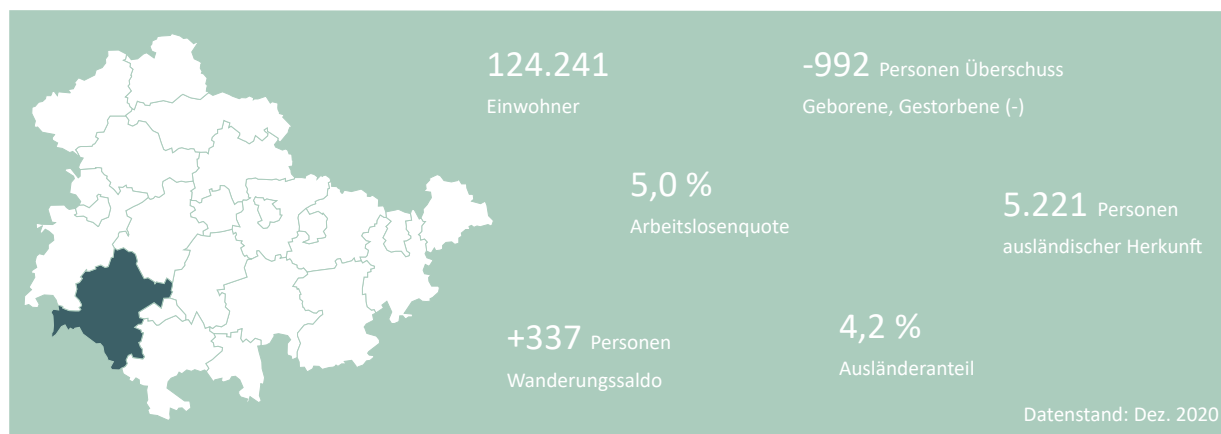 124.241
Einwohner
-992 Personen Überschuss
Geborene, Gestorbene (-)
5,0 %
Arbeitslosenquote
5.221 Personen
ausländischer Herkunft
+337 Personen
Wanderungssaldo
4,2 %
Ausländeranteil
Datenstand: Dez. 2020